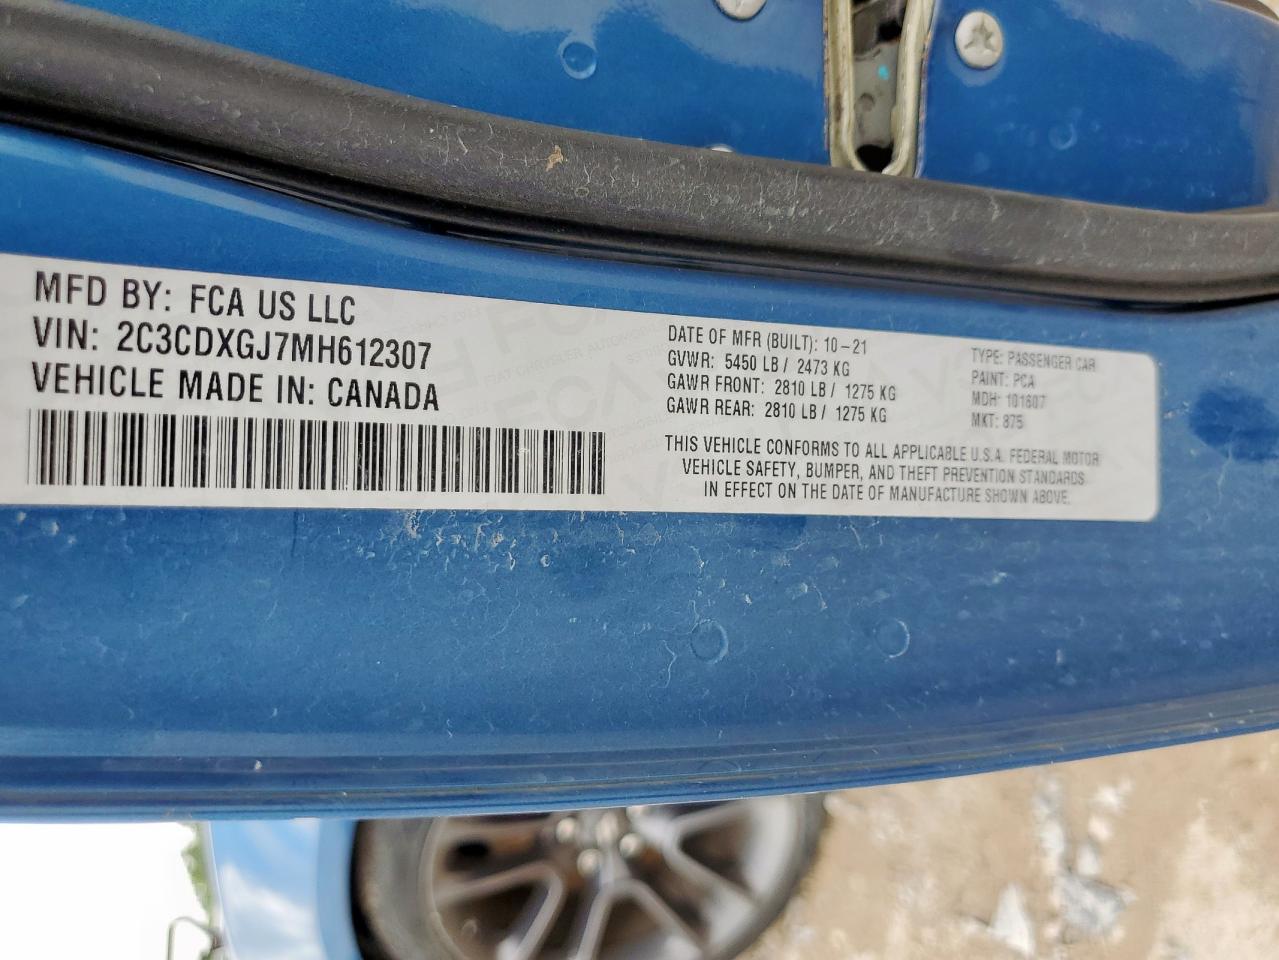 MFD BY: FCA US LLC
VIN: 2C3CDXGJ7MH612307
VEHICLE MADE IN: CANADA
DATE OF MFR (BUILT): 10-21
GVWR: 5450 LB / 2473 KG
GAWR FRONT: 2810 LB / 1275 KG
GAWR REAR: 2810 LB / 1275 KG
TYPE: PASSENGER CAR
PAINT: PCA
MDH: 101607
MKT: 875
THIS VEHICLE CONFORMS TO ALL APPLICABLE U.S.A. FEDERAL MOTOR
VEHICLE SAFETY, BUMPER, AND THEFT PREVENTION STANDARDS
IN EFFECT ON THE DATE OF MANUFACTURE SHOWN ABOVE.